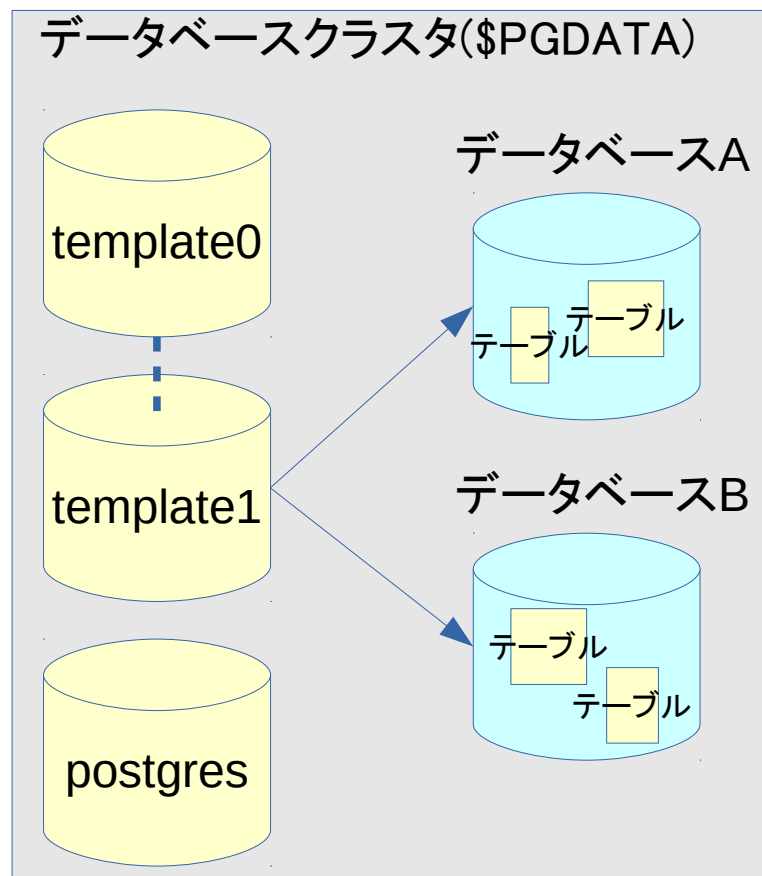 データベースクラスタ($PGDATA)
template0
template1
postgres
データベースA
テーブル
テーブル
データベースB
テーブル
テーブル